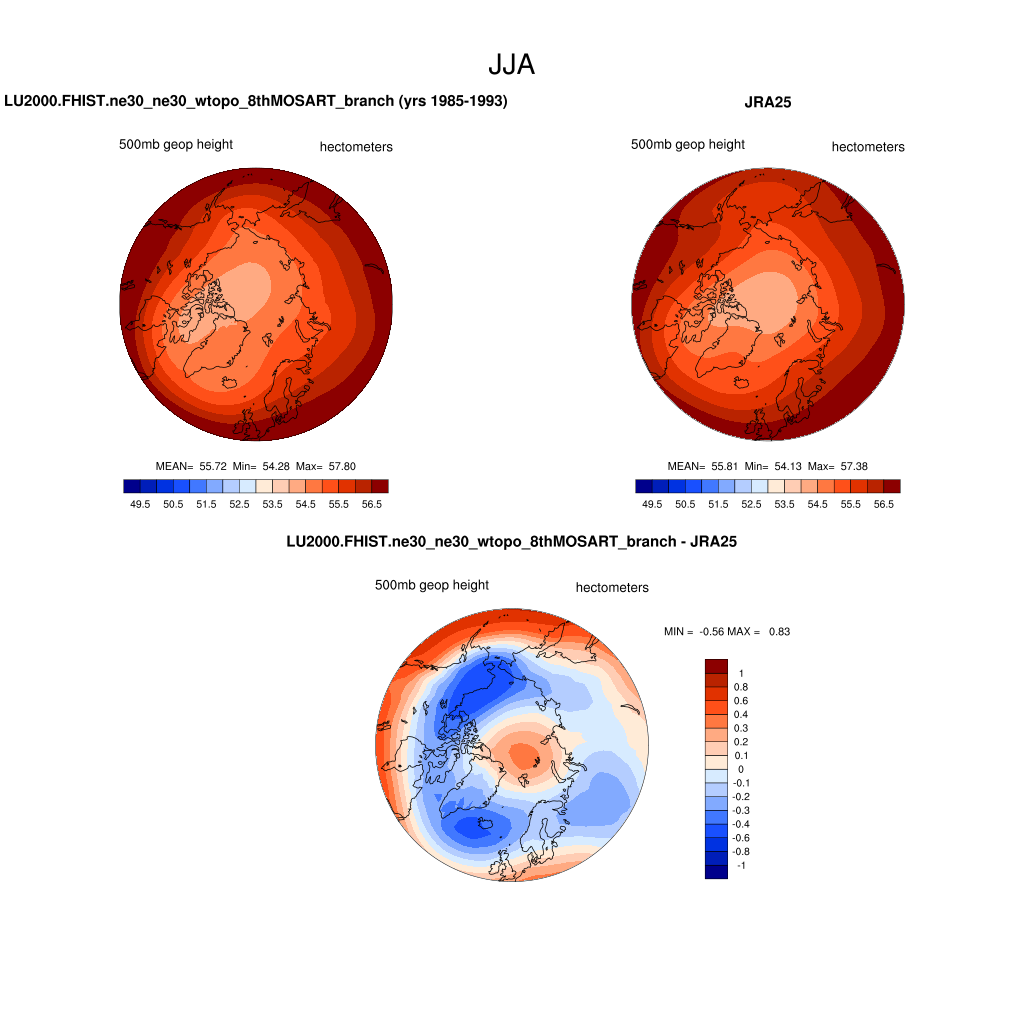 JJA
LU2000.FHIST.ne30_ne30_wtopo_8thMOSART_branch (yrs 1985-1993)
500mb geop height hectometers
MEAN= 55.72 Min= 54.28 Max= 57.80
49.5 50.5 51.5 52.5 53.5 54.5 55.5 56.5
JRA25
500mb geop height hectometers
MEAN= 55.81 Min= 54.13 Max= 57.38
49.5 50.5 51.5 52.5 53.5 54.5 55.5 56.5
LU2000.FHIST.ne30_ne30_wtopo_8thMOSART_branch - JRA25
500mb geop height hectometers
MIN = -0.56 MAX = 0.83
1
0.8
0.6
0.4
0.3
0.2
0.1
0
-0.1
-0.2
-0.3
-0.4
-0.6
-0.8
-1